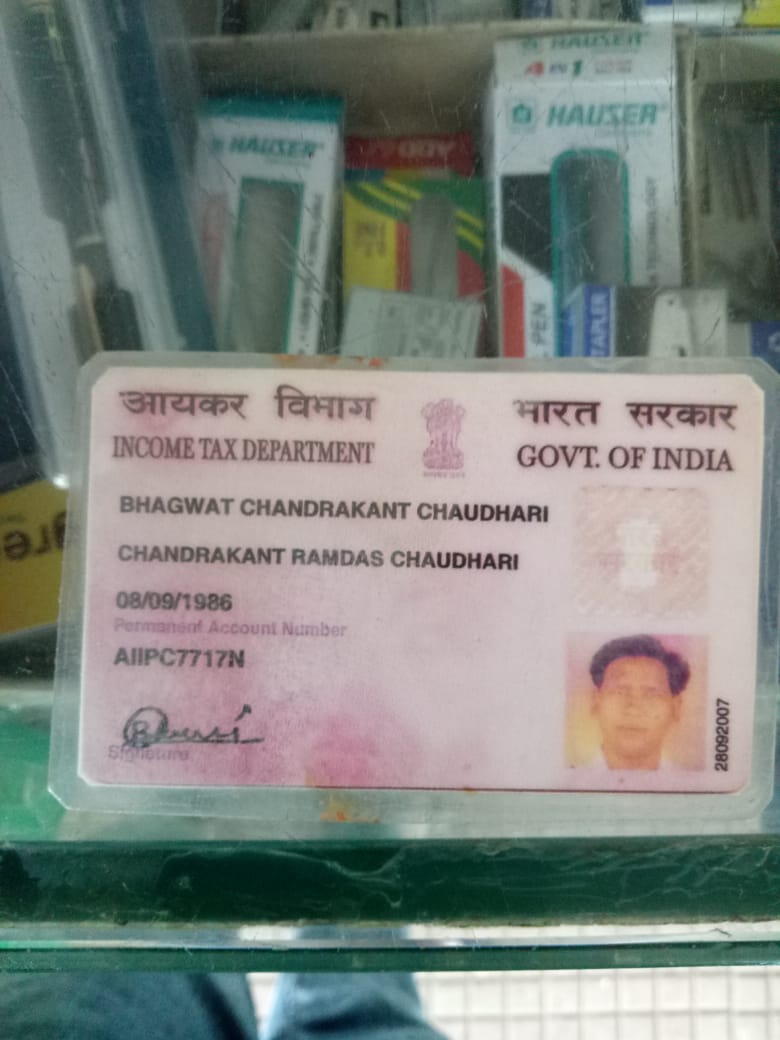 HAUSER
4 IN 1
HAUSER
HAUSER
PEN
STAPLER
आयकर विभाग
भारत सरकार
INCOME TAX DEPARTMENT
GOVT. OF INDIA
BHAGWAT CHANDRAKANT CHAUDHARI
CHANDRAKANT RAMDAS CHAUDHARI
08/09/1986
Permanent Account Number
AIIPC7717N
Signature
28092007